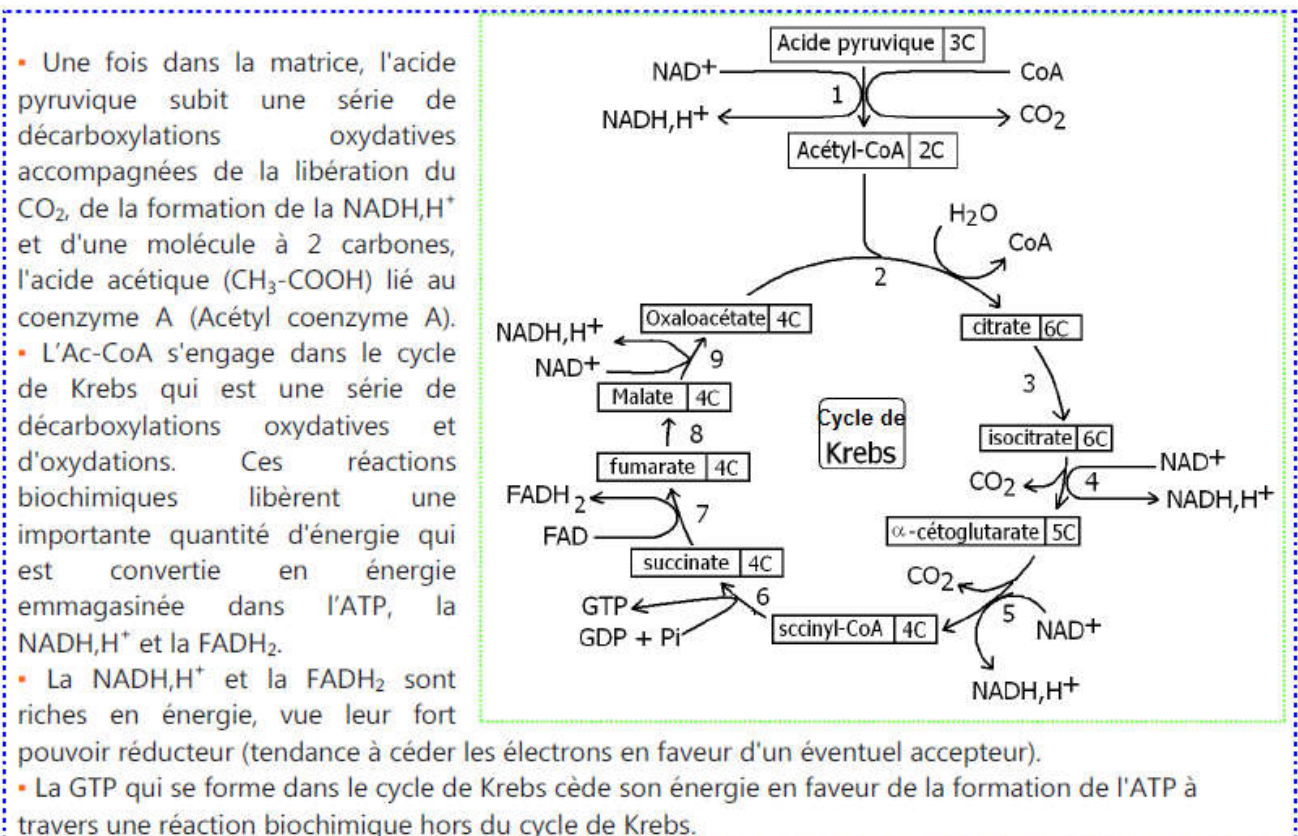 ▪ Une fois dans la matrice, l'acide
pyruvique subit une série de
décarboxylations oxydatives
accompagnées de la libération du
CO₂, de la formation de la NADH,H⁺
et d'une molécule à 2 carbones,
l'acide acétique (CH₃-COOH) lié au
coenzyme A (Acétyl coenzyme A).
▪ L'Ac-CoA s'engage dans le cycle
de Krebs qui est une série de
décarboxylations oxydatives et
d'oxydations. Ces réactions
biochimiques libèrent une
importante quantité d'énergie qui
est convertie en énergie
emmagasinée dans l'ATP, la
NADH,H⁺ et la FADH₂.
▪ La NADH,H⁺ et la FADH₂ sont
riches en énergie, vue leur fort
pouvoir réducteur (tendance à céder les électrons en faveur d'un éventuel accepteur).
▪ La GTP qui se forme dans le cycle de Krebs cède son énergie en faveur de la formation de l'ATP à
travers une réaction biochimique hors du cycle de Krebs.
Acide pyruvique 3C
NAD+ CoA
1
NADH,H+ CO2
Acétyl-CoA 2C
H2O
CoA
2
Oxaloacétate 4C
citrate 6C
NADH,H+
NAD+
9
3
Malate 4C
Cycle de
Krebs
8
isocitrate 6C
fumarate 4C
NAD+
CO2
4
NADH,H+
FADH2
7
FAD
α-cétoglutarate 5C
succinate 4C
CO2
6
GTP
GDP + Pi
sccinyl-CoA 4C
5
NAD+
NADH,H+